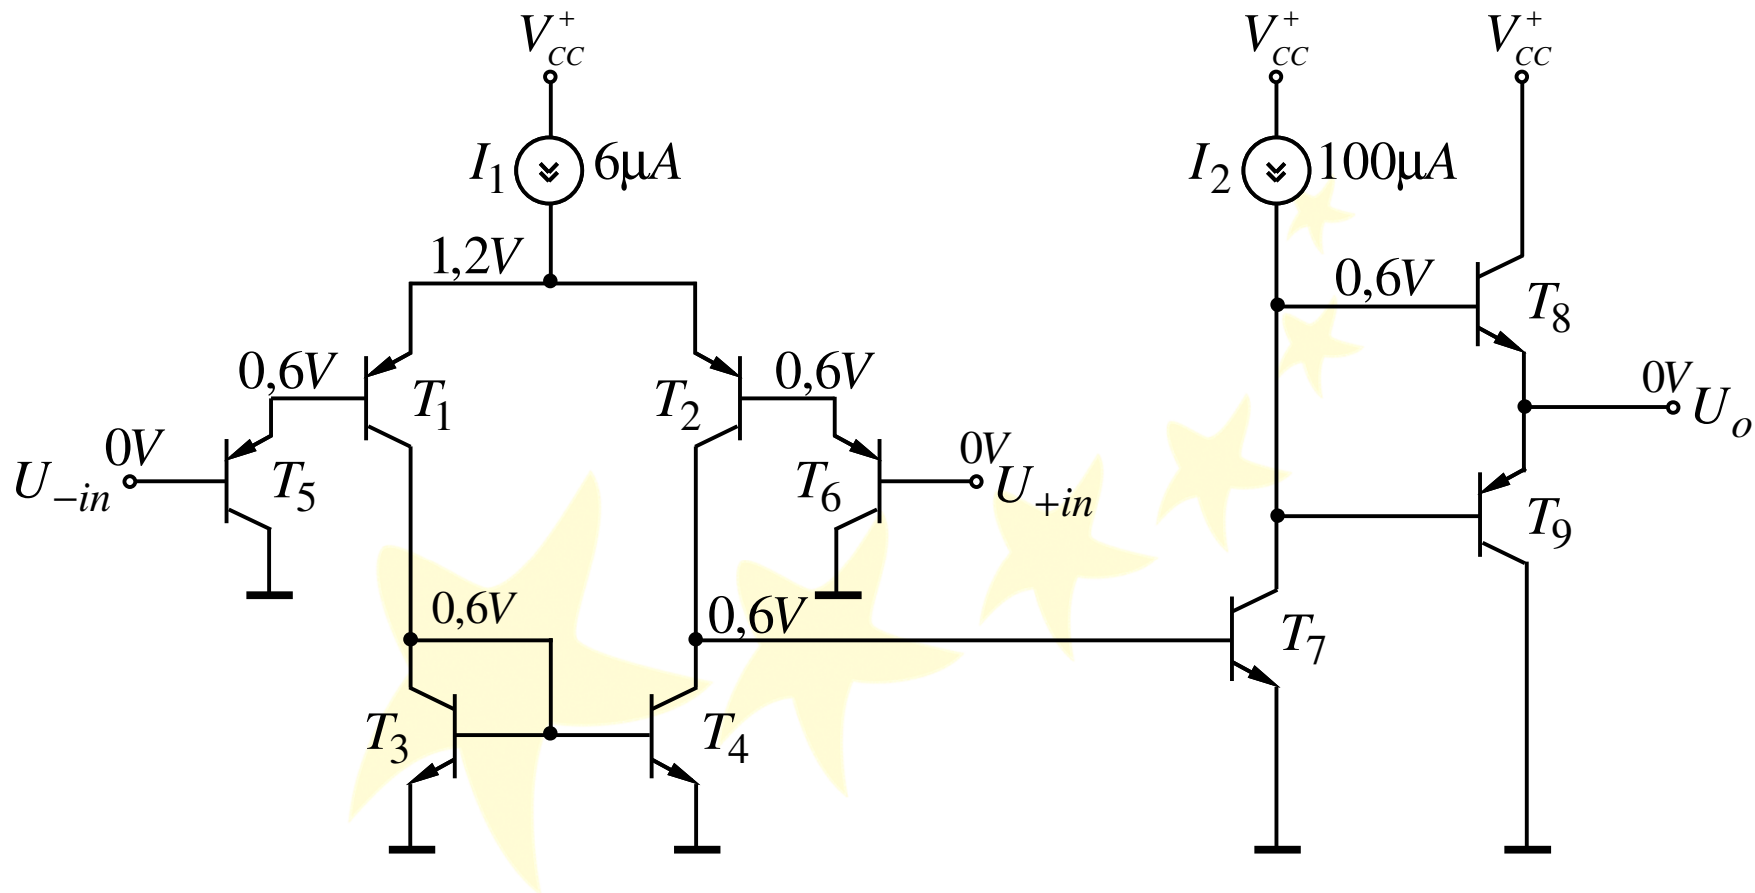 V⁺CC V⁺CC V⁺CC
I1 6μA I2 100μA
1,2V 0,6V
T8
0,6V T1 T2 0,6V 0V Uo
0V 0V
U−in T5 T6 U+in
T9
0,6V 0,6V T7
T3 T4